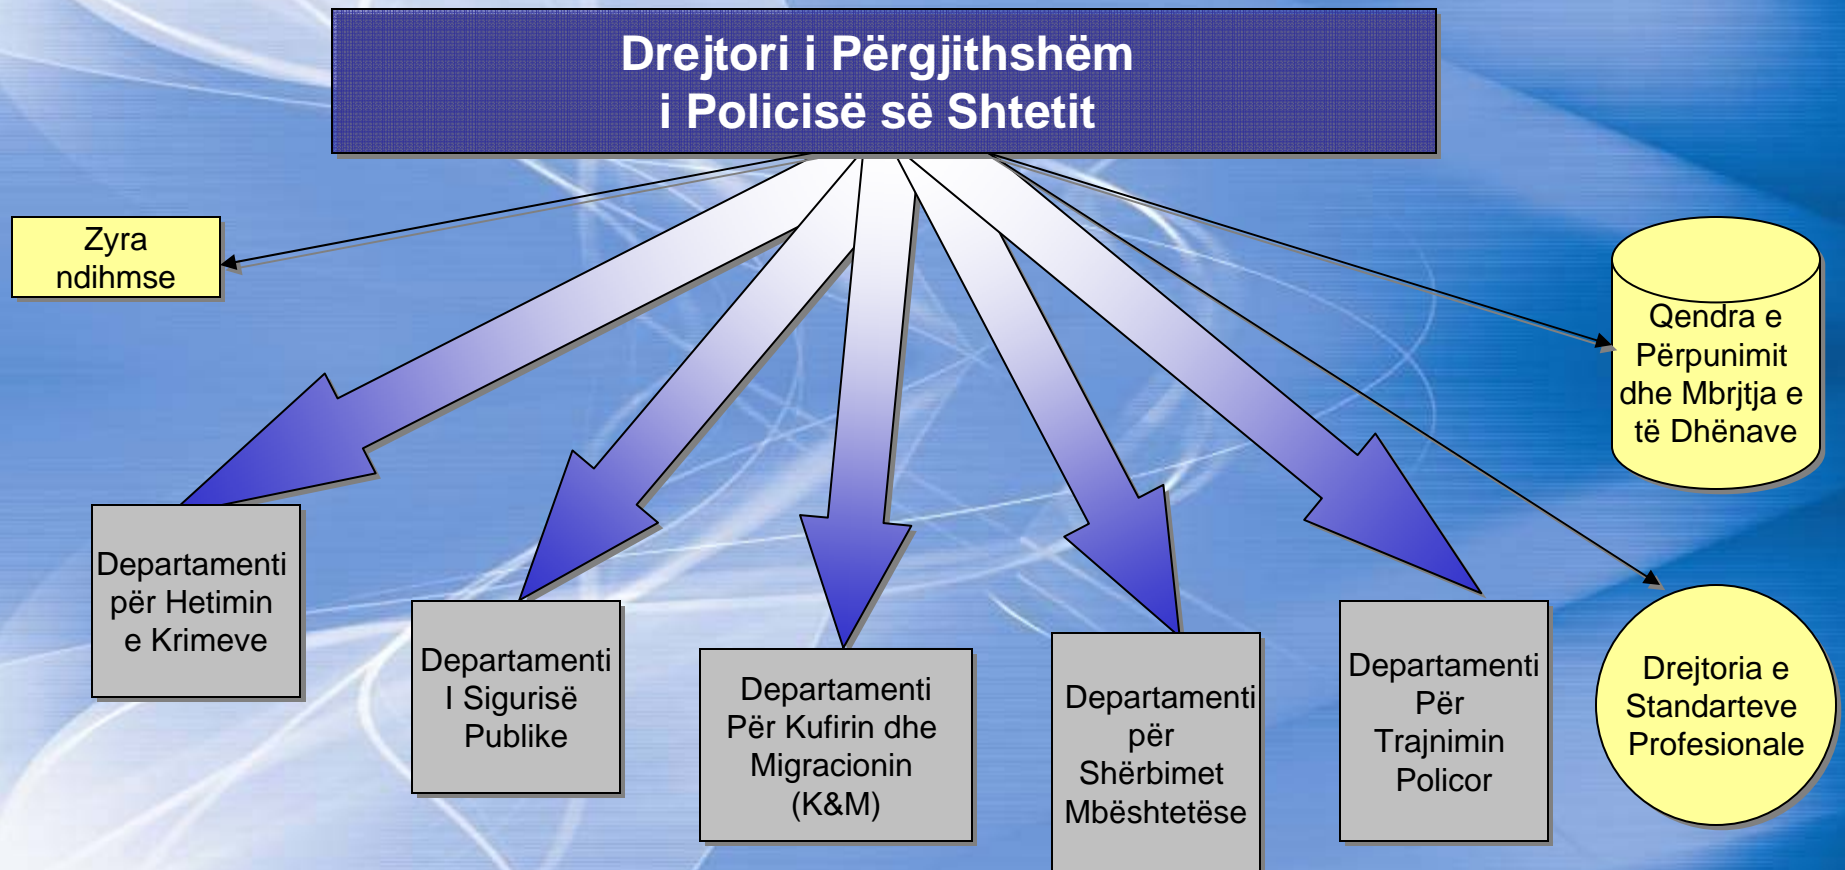 Drejtori i Përgjithshëm
i Policisë së Shtetit
Zyra
ndihmse
Qendra e
Përpunimit
dhe Mbrjtja e
të Dhënave
Departamenti
për Hetimin
e Krimeve
Departamenti
I Sigurisë
Publike
Departamenti
Për Kufirin dhe
Migracionin
(K&M)
Departamenti
për
Shërbimet
Mbështetëse
Departamenti
Për
Trajnimin
Policor
Drejtoria e
Standarteve
Profesionale